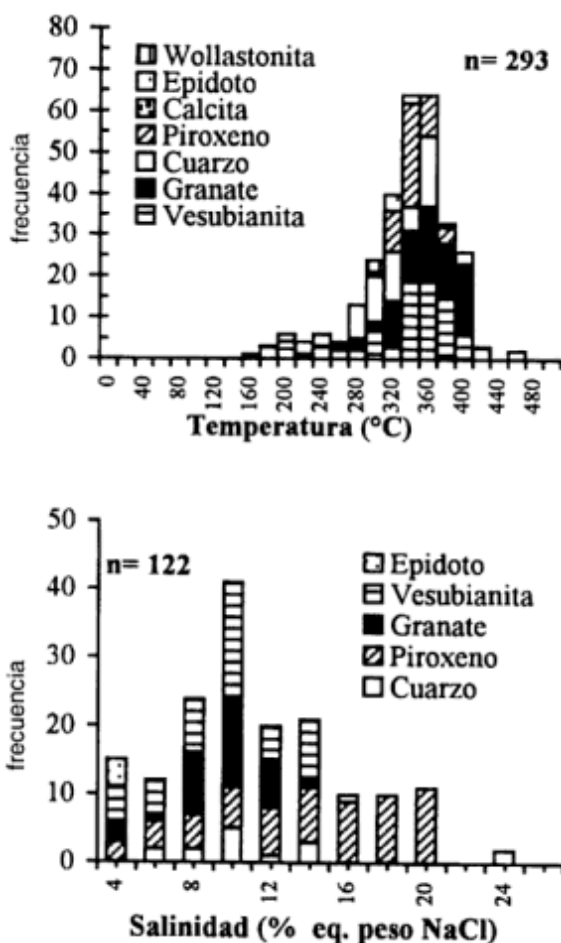 80
70
60
50
40
30
20
10
0
frecuencia
n= 293
Wollastonita
Epidoto
Calcita
Piroxeno
Cuarzo
Granate
Vesubianita
0 40 80 120 160 200 240 280 320 360 400 440 480
Temperatura (°C)
50
40
30
20
10
0
frecuencia
n= 122
Epidoto
Vesubianita
Granate
Piroxeno
Cuarzo
4 8 12 16 20 24
Salinidad (% eq. peso NaCl)